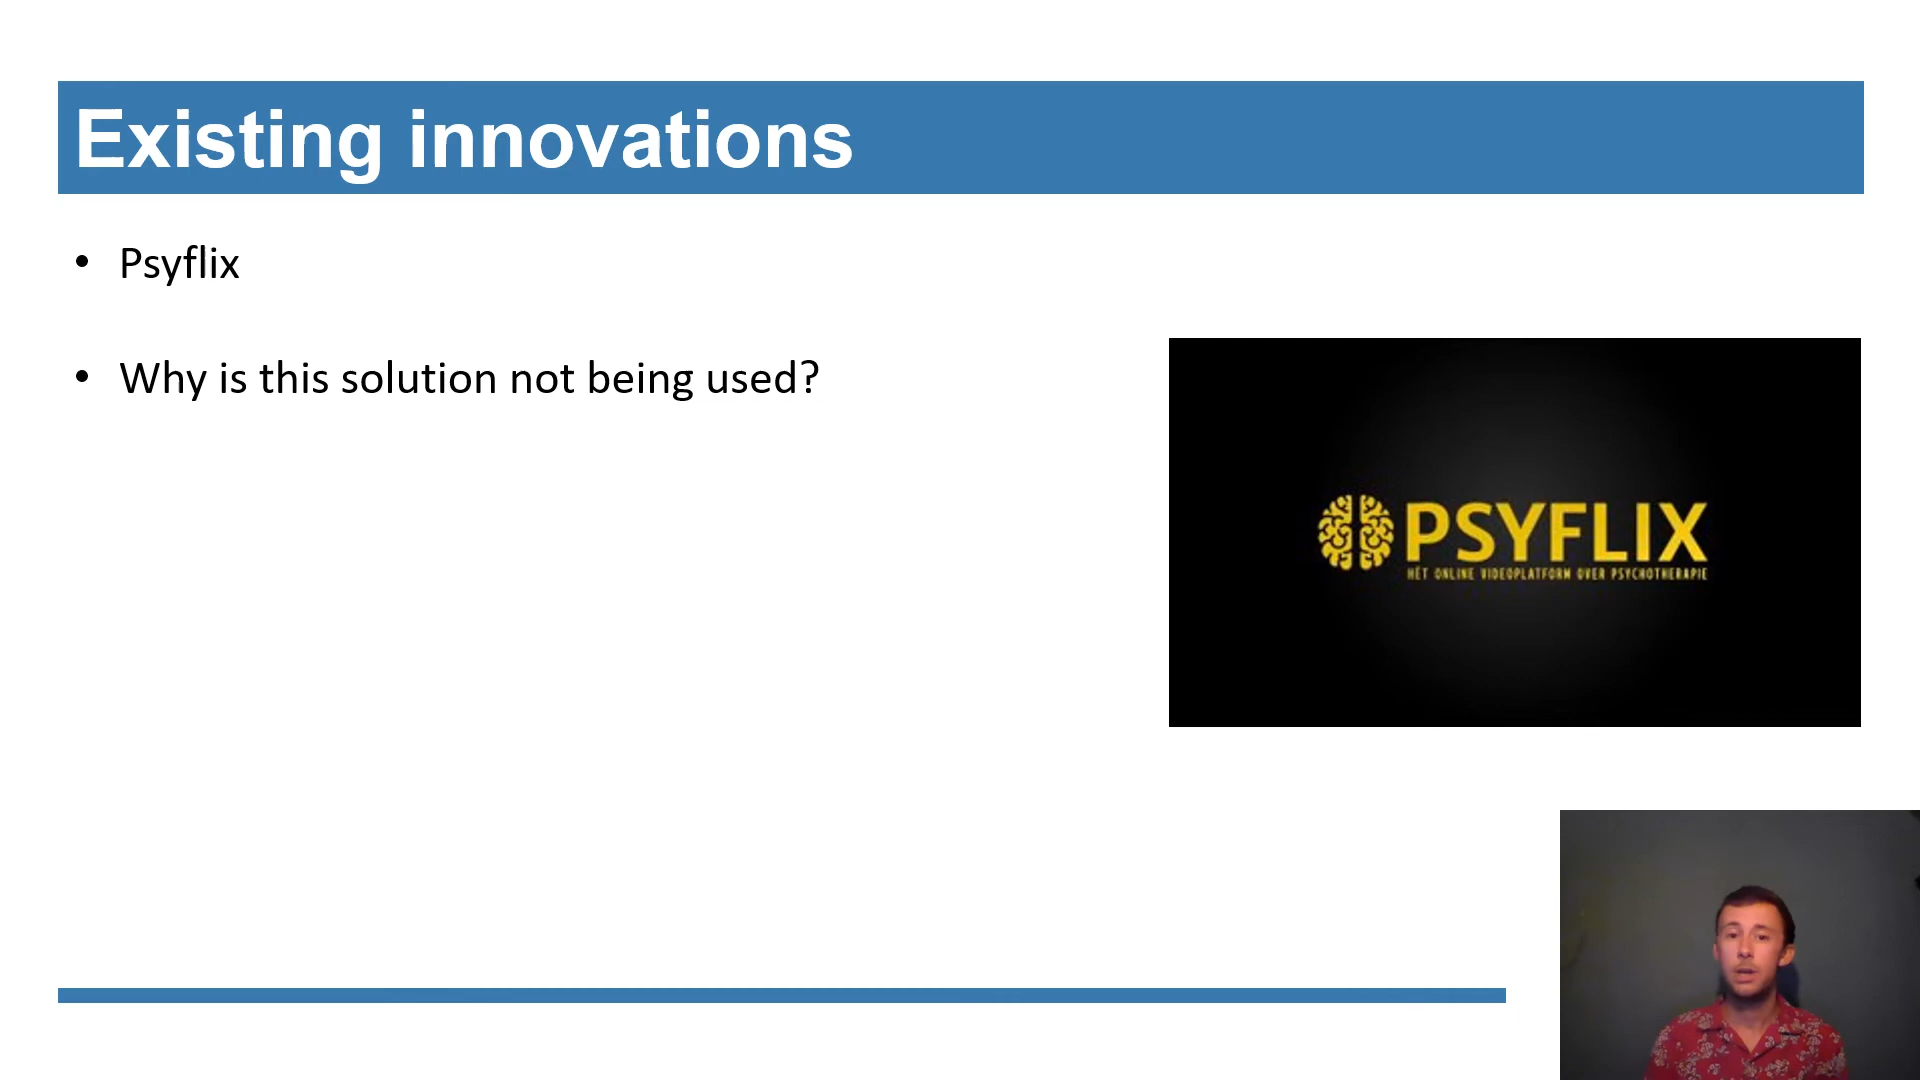 Existing innovations
• Psyflix
• Why is this solution not being used?
PSYFLIX
HÉT ONLINE VIDEOPLATFORM OVER PSYCHOTHERAPIE